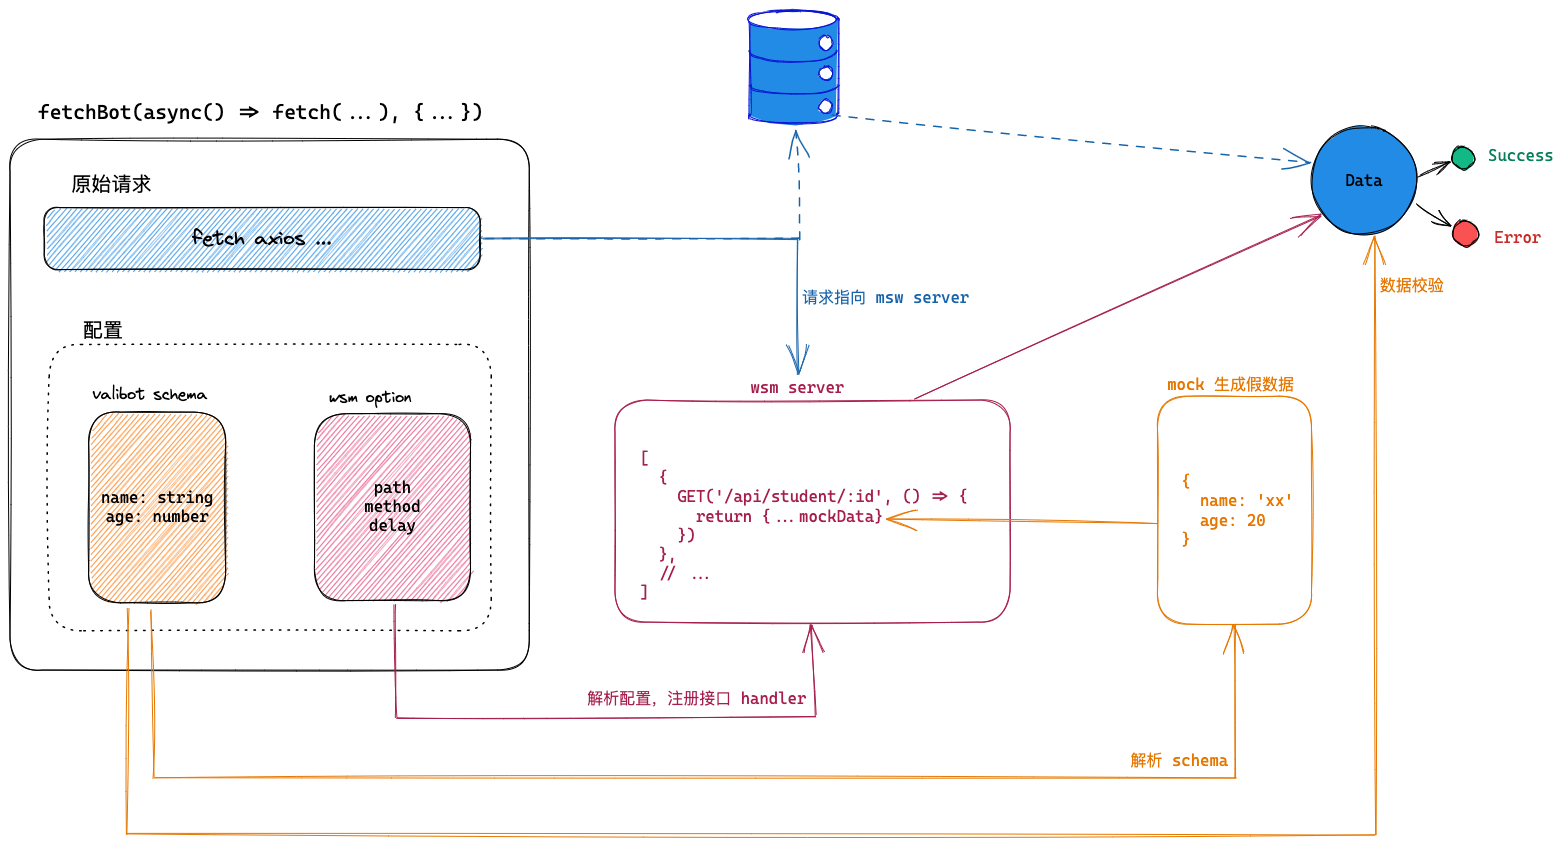 fetchBot(async() => fetch(...), {...})
原始请求
fetch axios ...
配置
valibot schema
name: string
age: number
wsm option
path
method
delay
请求指向 msw server
wsm server
[
{
GET('/api/student/:id', () => {
return {...mockData}
})
},
// ...
]
mock 生成假数据
{
name: 'xx'
age: 20
}
Data
Success
Error
数据校验
解析配置，注册接口 handler
解析 schema